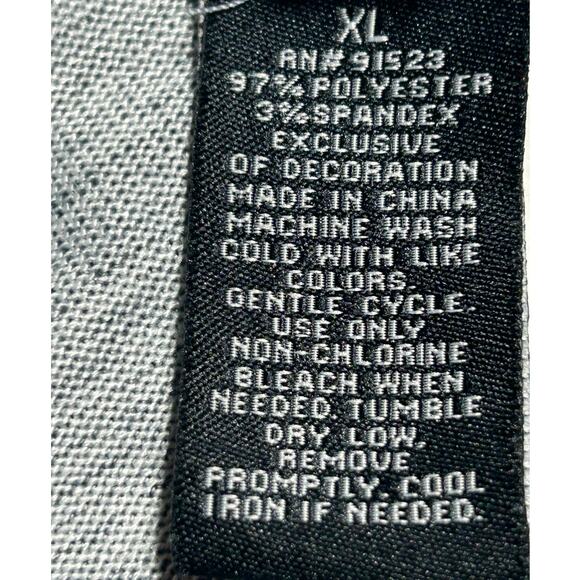 XL
RN# 91523
97% POLYESTER
3% SPANDEX
EXCLUSIVE
OF DECORATION
MADE IN CHINA
MACHINE WASH
COLD WITH LIKE
COLORS.
GENTLE CYCLE.
USE ONLY
NON-CHLORINE
BLEACH WHEN
NEEDED. TUMBLE
DRY LOW.
REMOVE
PROMPTLY. COOL
IRON IF NEEDED.